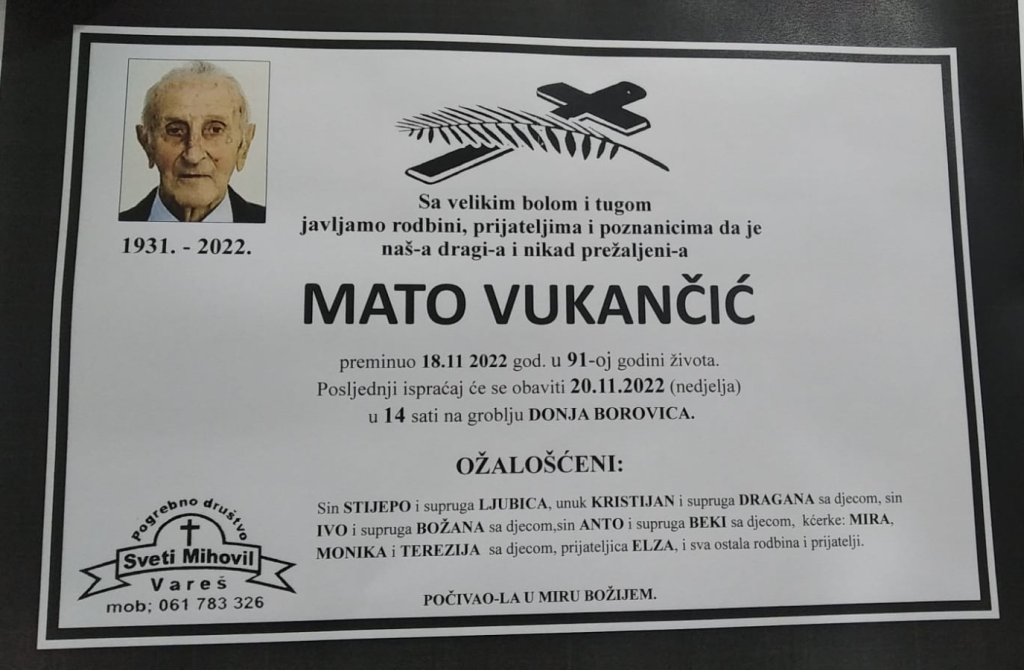 1931. - 2022.
Sa velikim bolom i tugom
javljamo rodbini, prijateljima i poznanicima da je
naš-a dragi-a i nikad prežaljeni-a
MATO VUKANČIĆ
preminuo 18.11 2022 god. u 91-oj godini života.
Posljednji ispraćaj će se obaviti 20.11.2022 (nedjelja)
u 14 sati na groblju DONJA BOROVICA.
OŽALOŠĆENI:
Sin STIJEPO i supruga LJUBICA, unuk KRISTIJAN i supruga DRAGANA sa djecom, sin
IVO i supruga BOŽANA sa djecom,sin ANTO i supruga BEKI sa djecom, kćerke: MIRA,
MONIKA i TEREZIJA sa djecom, prijateljica ELZA, i sva ostala rodbina i prijatelji.
POČIVAO-LA U MIRU BOŽIJEM.
Pogrebno društvo
Sveti Mihovil
Vareš
mob; 061 783 326